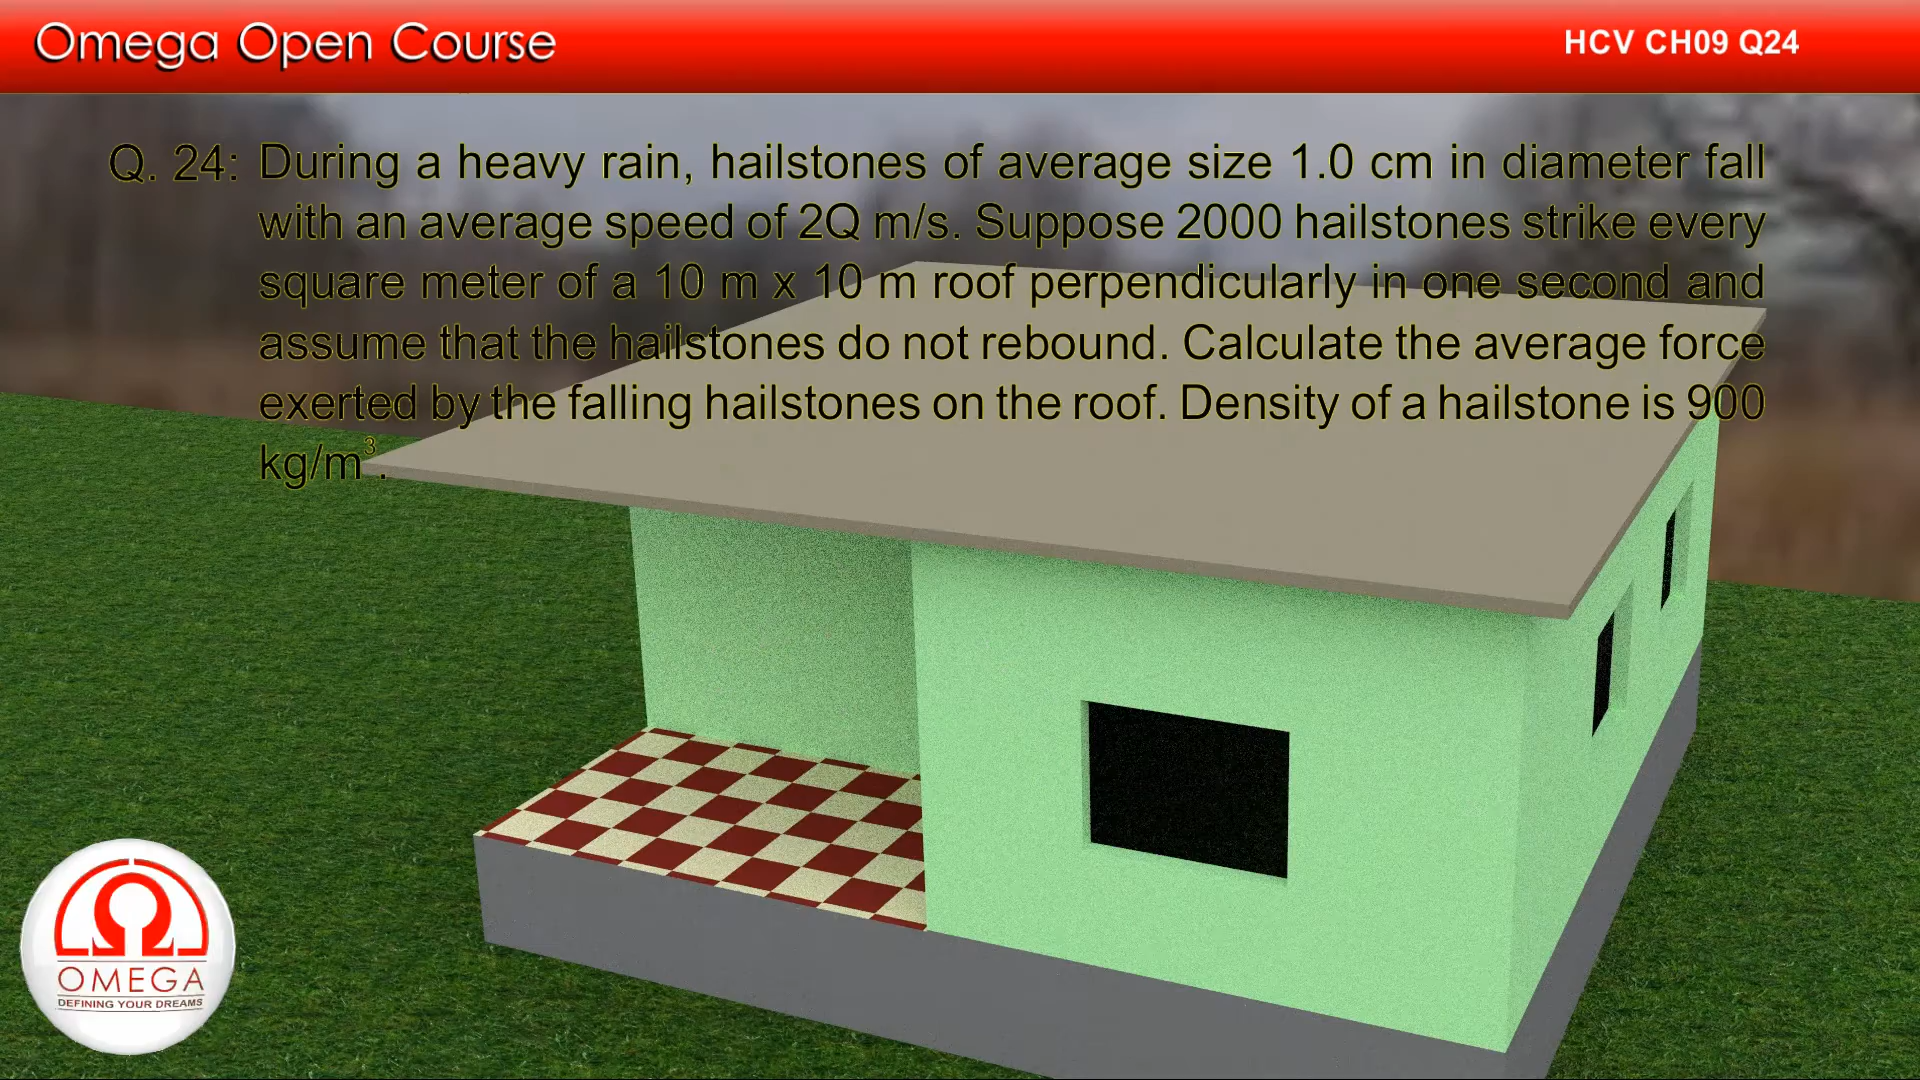 Omega Open Course
HCV CH09 Q24
Q. 24: During a heavy rain, hailstones of average size 1.0 cm in diameter fall
with an average speed of 2Q m/s. Suppose 2000 hailstones strike every
square meter of a 10 m x 10 m roof perpendicularly in one second and
assume that the hailstones do not rebound. Calculate the average force
exerted by the falling hailstones on the roof. Density of a hailstone is 900
kg/m³.
Ω
OMEGA
DEFINING YOUR DREAMS